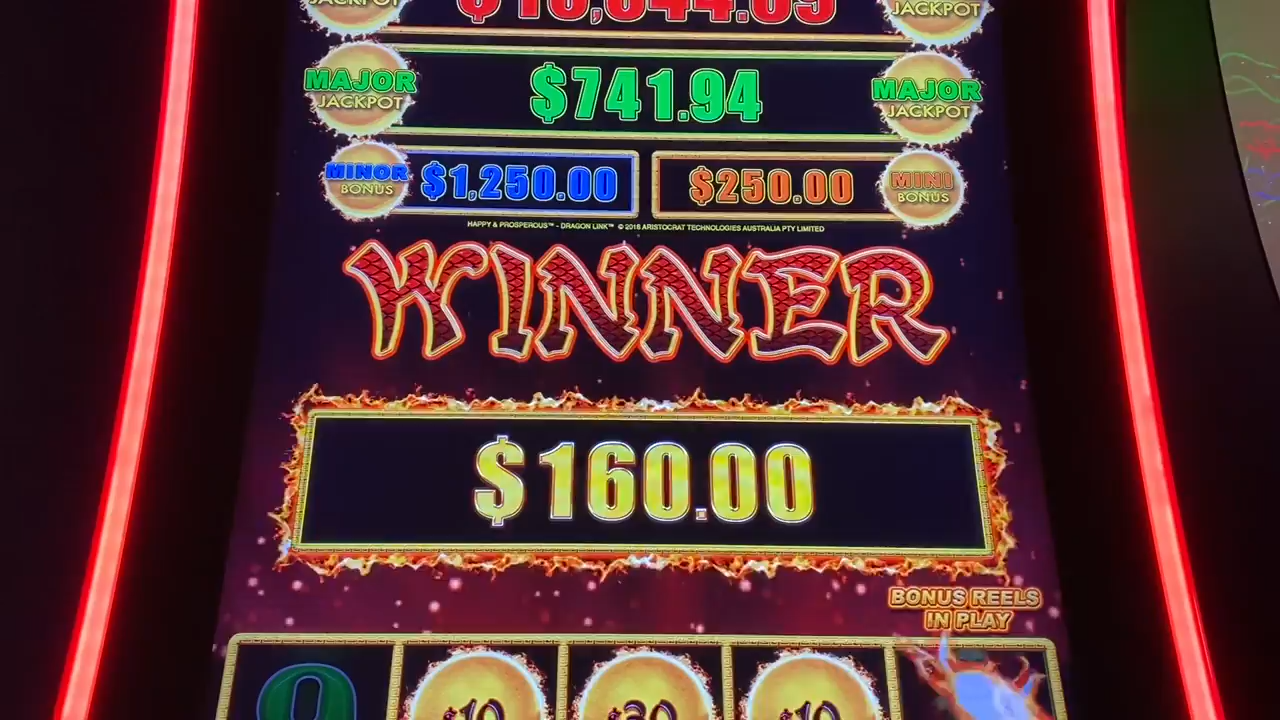 JACKPOT
JACKPOT
MAJOR
JACKPOT
$741.94
MAJOR
JACKPOT
MINOR
BONUS
$1,250.00
$250.00
MINI
BONUS
HAPPY & PROSPEROUS™ - DRAGON LINK™ © 2016 ARISTOCRAT TECHNOLOGIES AUSTRALIA PTY LIMITED
WINNER
$160.00
BONUS REELS
IN PLAY